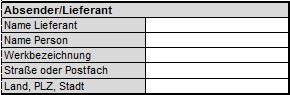 Absender/Lieferant
Name Lieferant
Name Person
Werkbezeichnung
Straße oder Postfach
Land, PLZ, Stadt